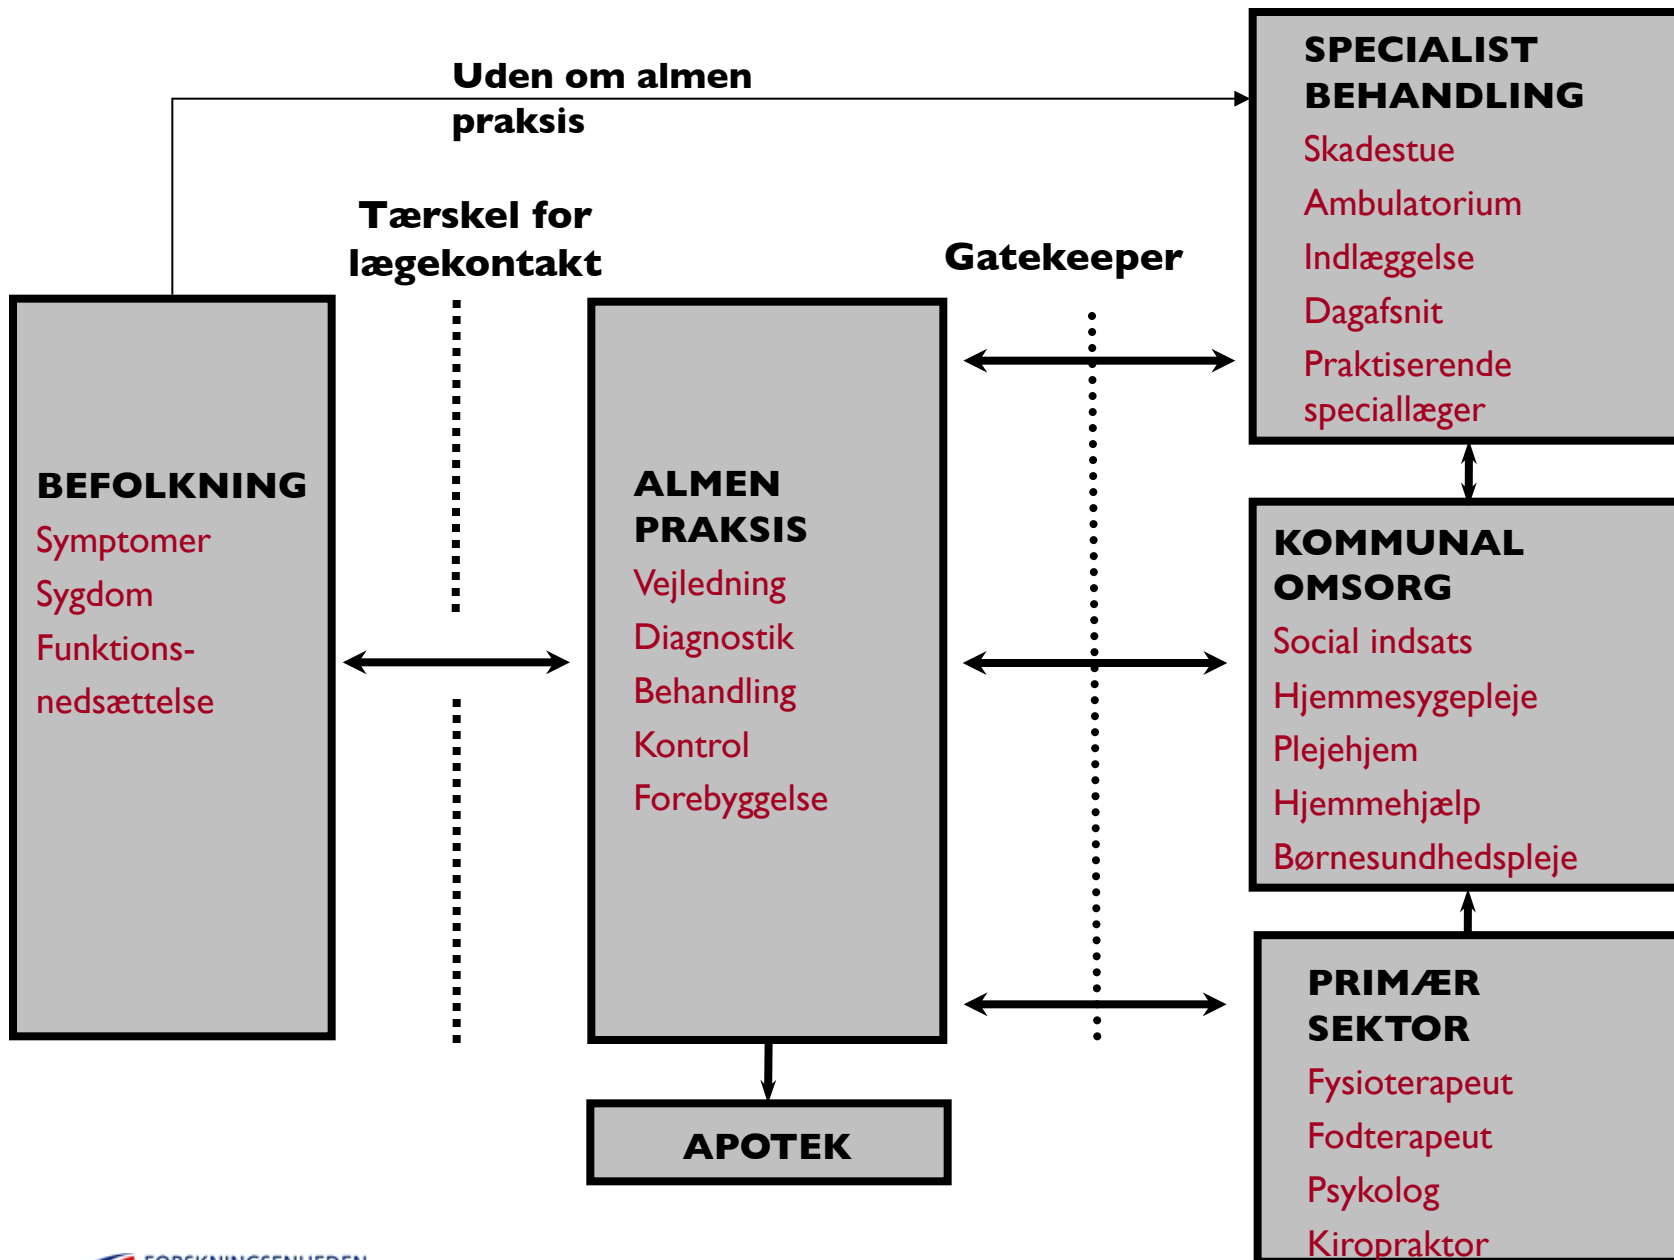 Uden om almen
praksis
Tærskel for
lægekontakt
Gatekeeper
BEFOLKNING
Symptomer
Sygdom
Funktions-
nedsættelse
ALMEN
PRAKSIS
Vejledning
Diagnostik
Behandling
Kontrol
Forebyggelse
APOTEK
SPECIALIST
BEHANDLING
Skadestue
Ambulatorium
Indlæggelse
Dagafsnit
Praktiserende
speciallæger
KOMMUNAL
OMSORG
Social indsats
Hjemmesygepleje
Plejehjem
Hjemmehjælp
Børnesundhedspleje
PRIMÆR
SEKTOR
Fysioterapeut
Fodterapeut
Psykolog
Kiropraktor
FORSKNINGSENHEDEN